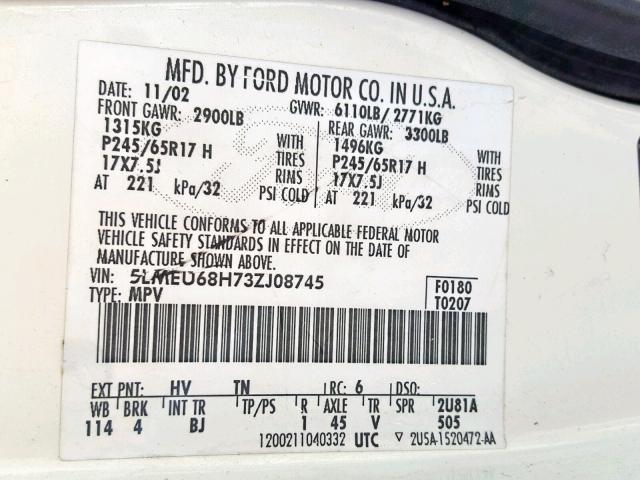 MFD. BY FORD MOTOR CO. IN U.S.A.
DATE: 11/02 GVWR: 6110LB/ 2771KG
FRONT GAWR: 2900LB REAR GAWR: 3300LB
1315KG WITH 1496KG WITH
P245/65R17 H TIRES P245/65R17 H TIRES
17X7.5J RIMS 17X7.5J RIMS
AT 221 kPa/32 PSI COLD AT 221 kPa/32 PSI COLD
THIS VEHICLE CONFORMS TO ALL APPLICABLE FEDERAL MOTOR
VEHICLE SAFETY STANDARDS IN EFFECT ON THE DATE OF
MANUFACTURE SHOWN ABOVE.
VIN: 5LMEU68H73ZJ08745 F0180
TYPE: MPV T0207
EXT PNT: HV TN RC: 6 DSO:
WB BRK INT TR TP/PS R AXLE TR SPR 2U81A
114 4 BJ 1 45 V 505
1200211040332 UTC ▽ 2U5A-1520472-AA